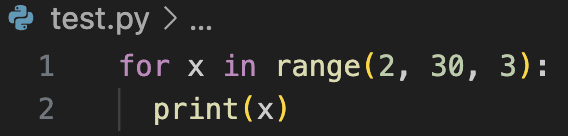 test.py > ...
1 for x in range(2, 30, 3):
2 print(x)